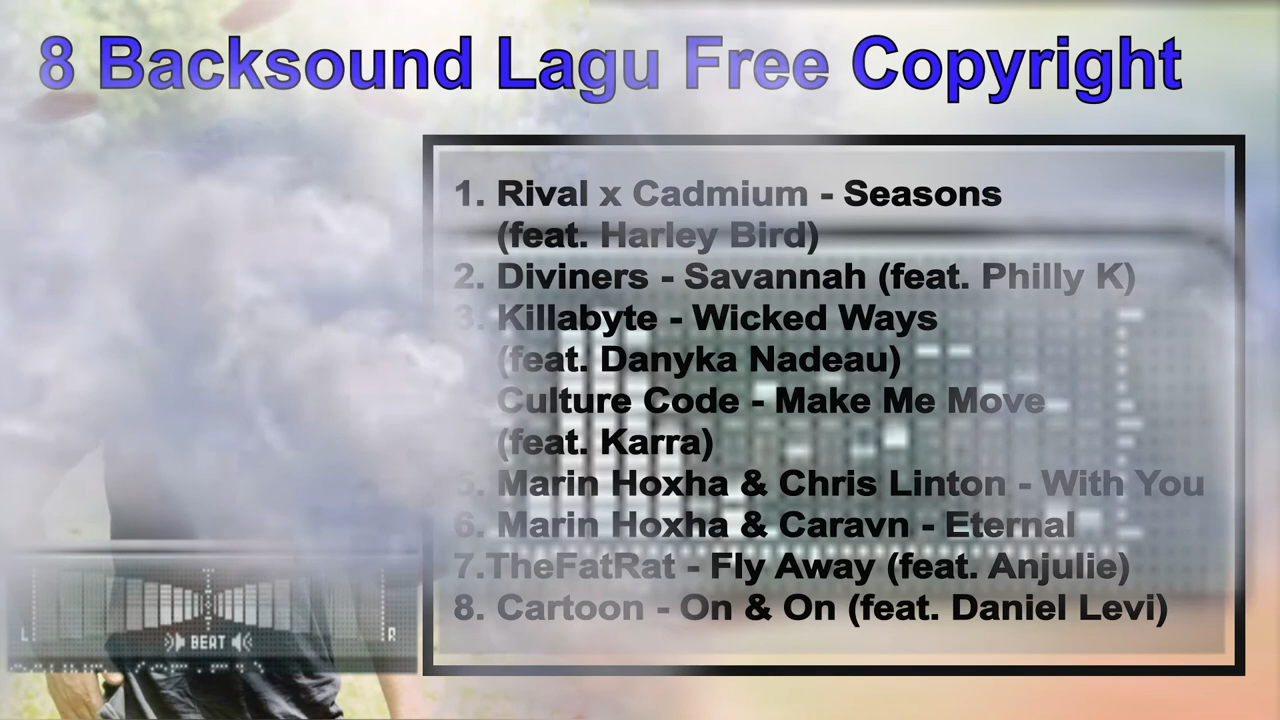 8 Backsound Lagu Free Copyright
1. Rival x Cadmium - Seasons
(feat. Harley Bird)
2. Diviners - Savannah (feat. Philly K)
3. Killabyte - Wicked Ways
(feat. Danyka Nadeau)
Culture Code - Make Me Move
(feat. Karra)
5. Marin Hoxha & Chris Linton - With You
6. Marin Hoxha & Caravn - Eternal
7.TheFatRat - Fly Away (feat. Anjulie)
8. Cartoon - On & On (feat. Daniel Levi)
L R
BEAT